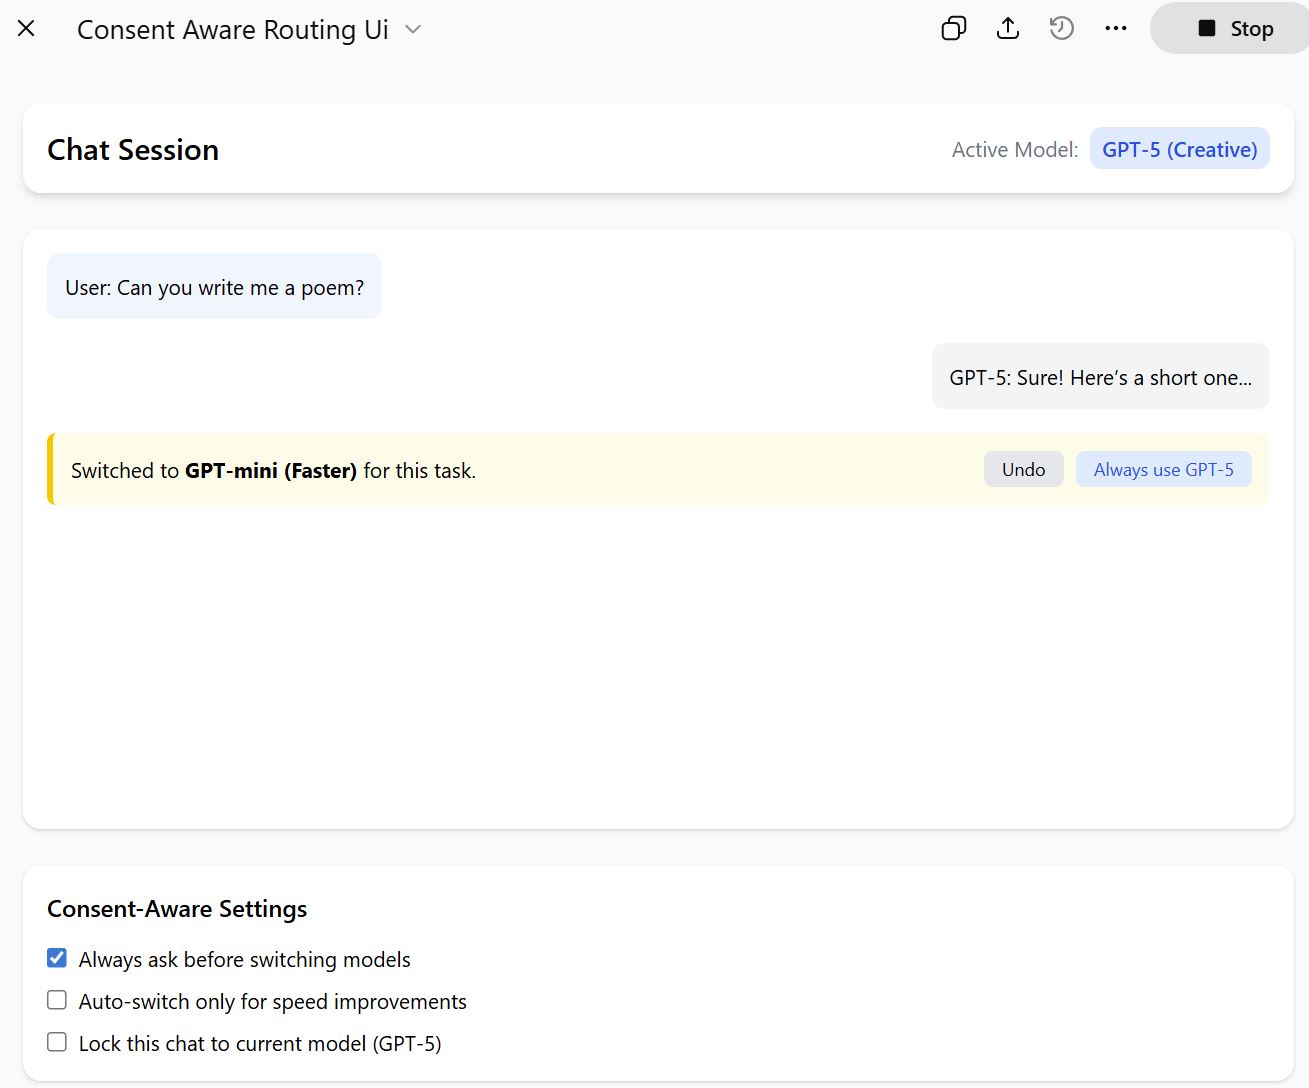 Consent Aware Routing Ui
Stop
Chat Session
Active Model: GPT-5 (Creative)
User: Can you write me a poem?
GPT-5: Sure! Here’s a short one...
Switched to GPT-mini (Faster) for this task.
Undo
Always use GPT-5
Consent-Aware Settings
Always ask before switching models
Auto-switch only for speed improvements
Lock this chat to current model (GPT-5)